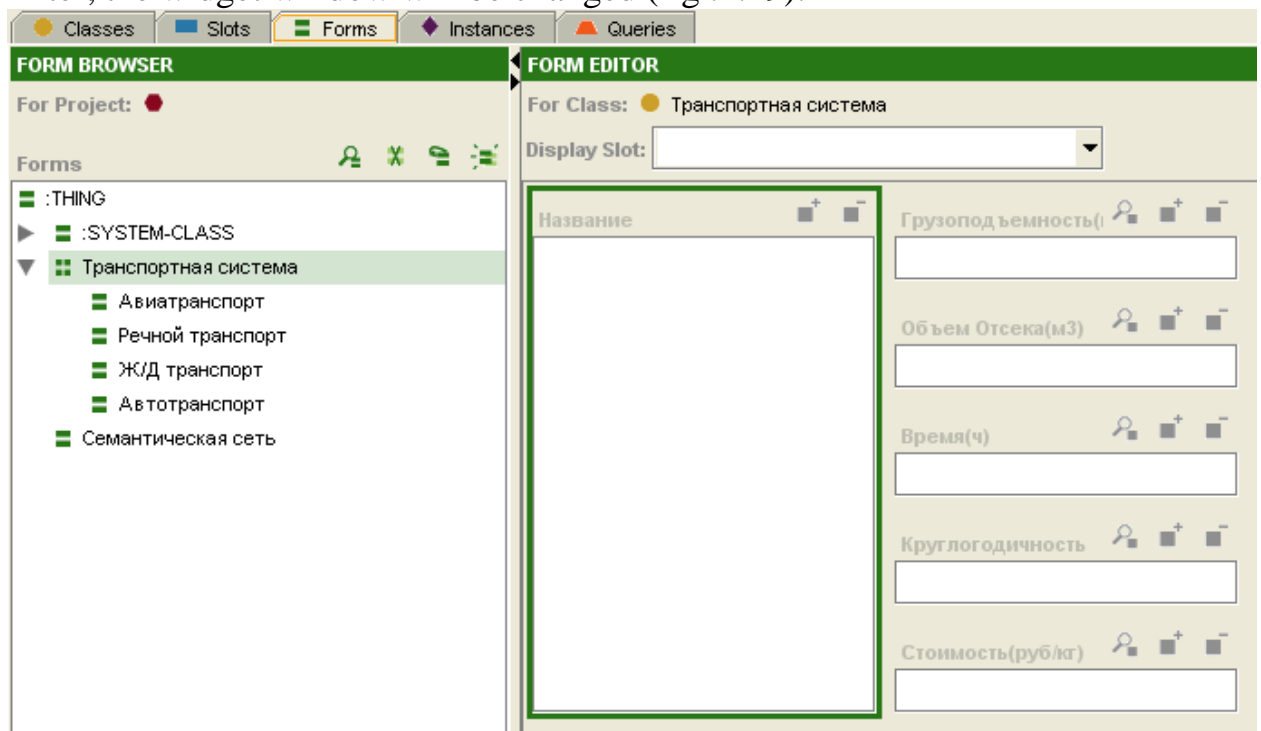 Classes Slots Forms Instances Queries
FORM BROWSER
For Project:
Forms
:THING
:SYSTEM-CLASS
Транспортная система
Авиатранспорт
Речной транспорт
Ж/Д транспорт
Автотранспорт
Семантическая сеть
FORM EDITOR
For Class: Транспортная система
Display Slot:
Название
Грузоподъемность(
Объем Отсека(м3)
Время(ч)
Круглогодичность
Стоимость(руб/кг)